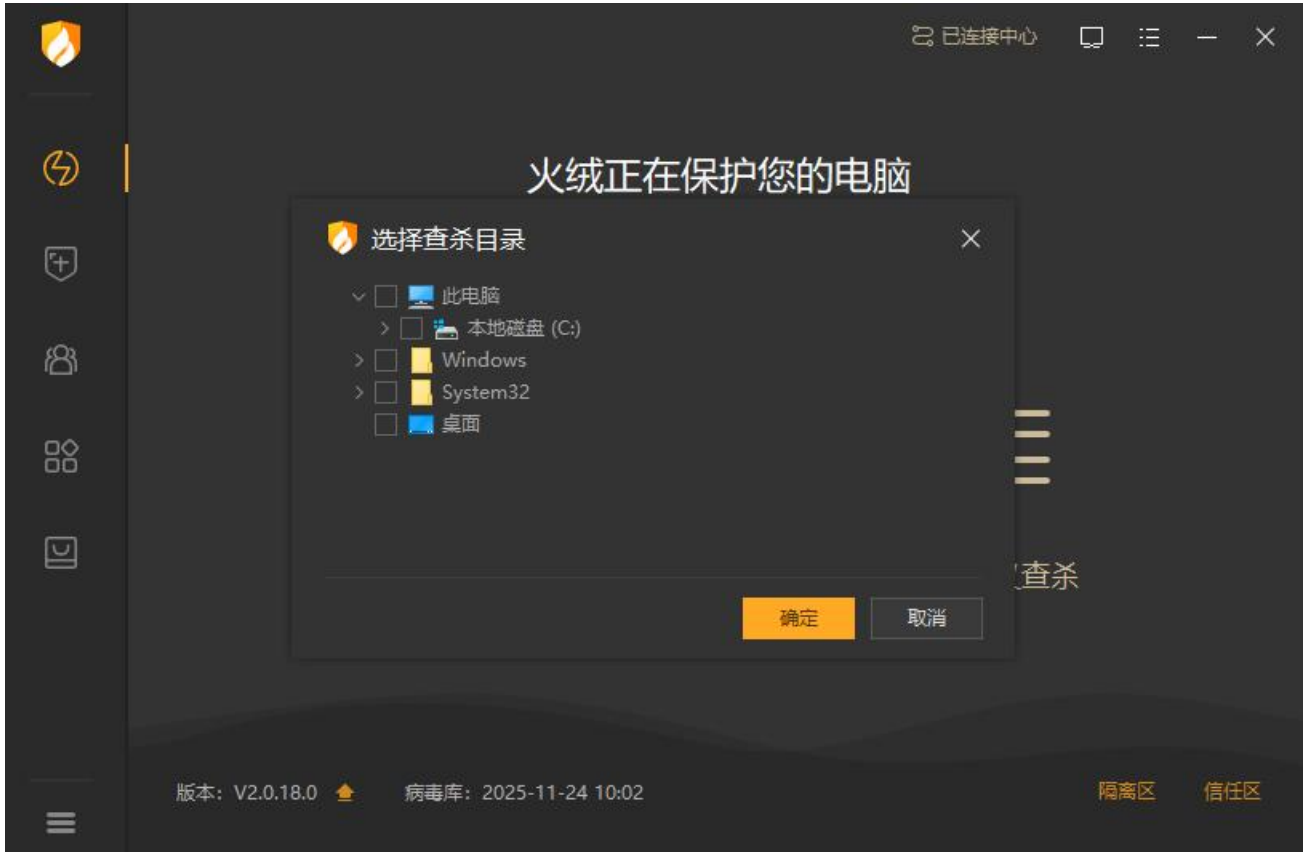 已连接中心
火绒正在保护您的电脑
选择查杀目录
此电脑
本地磁盘 (C:)
Windows
System32
桌面
查杀
确定
取消
版本: V2.0.18.0
病毒库: 2025-11-24 10:02
隔离区
信任区